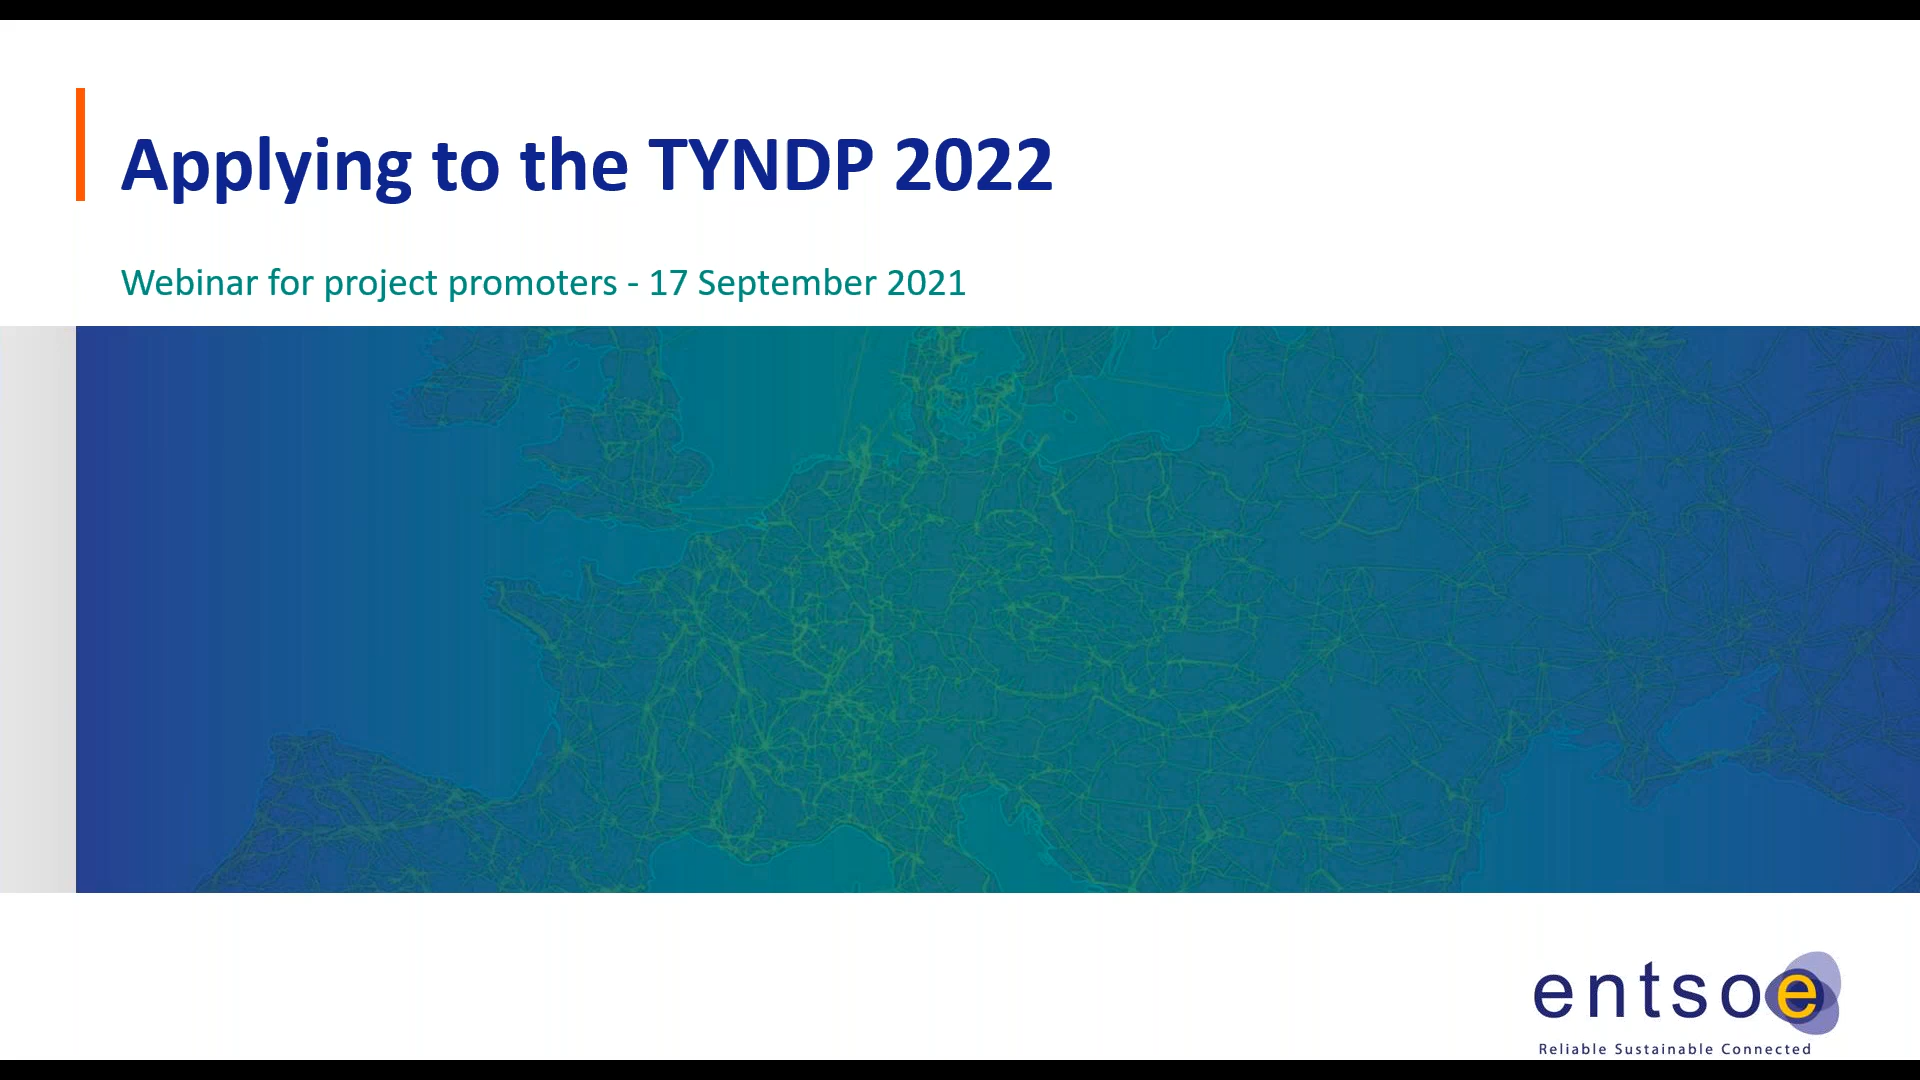 Applying to the TYNDP 2022
Webinar for project promoters - 17 September 2021
entsoe
Reliable Sustainable Connected